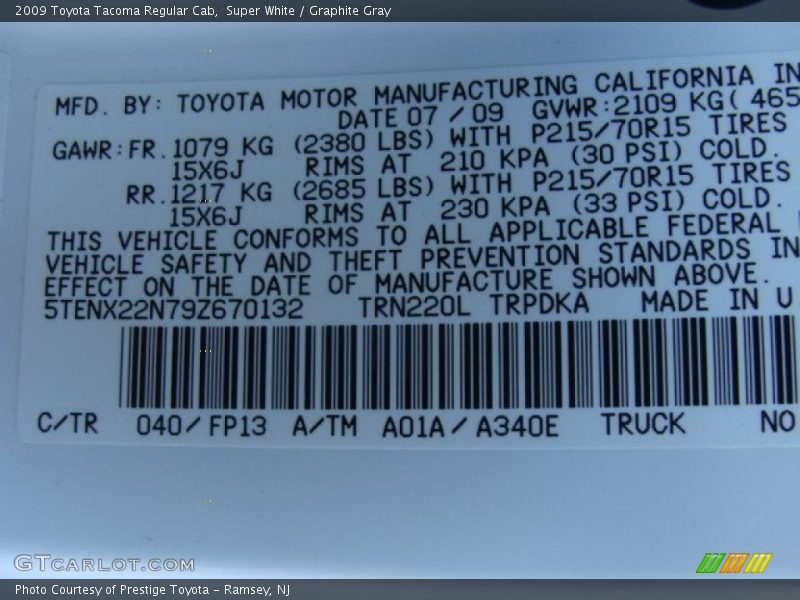 2009 Toyota Tacoma Regular Cab, Super White / Graphite Gray
MFD. BY: TOYOTA MOTOR MANUFACTURING CALIFORNIA IN
DATE 07 / 09 GVWR:2109 KG( 465
GAWR:FR.1079 KG (2380 LBS) WITH P215/70R15 TIRES
15X6J RIMS AT 210 KPA (30 PSI) COLD.
RR.1217 KG (2685 LBS) WITH P215/70R15 TIRES
15X6J RIMS AT 230 KPA (33 PSI) COLD.
THIS VEHICLE CONFORMS TO ALL APPLICABLE FEDERAL
VEHICLE SAFETY AND THEFT PREVENTION STANDARDS IN
EFFECT ON THE DATE OF MANUFACTURE SHOWN ABOVE.
5TENX22N79Z670132 TRN220L TRPDKA MADE IN U
C/TR 040/FP13 A/TM A01A/A340E TRUCK NO
GTCARLOT.COM
Photo Courtesy of Prestige Toyota - Ramsey, NJ